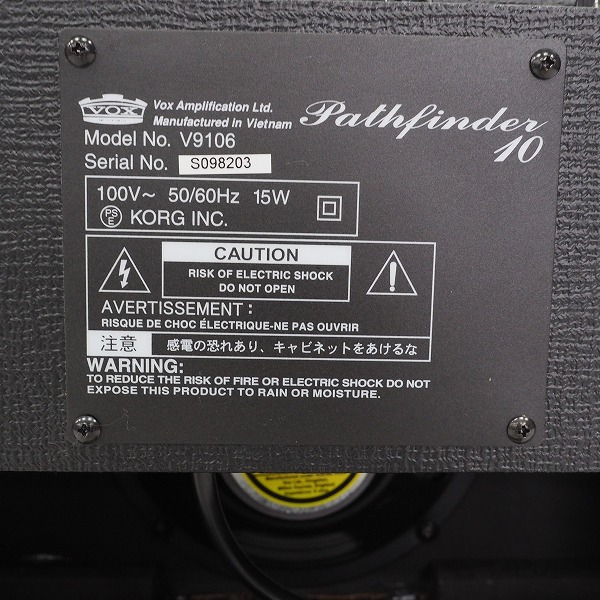 VOX
Vox Amplification Ltd.
Manufactured in Vietnam
Pathfinder
10
Model No. V9106
Serial No. S098203
100V～ 50/60Hz 15W
PS
E
KORG INC.
CAUTION
RISK OF ELECTRIC SHOCK
DO NOT OPEN
AVERTISSEMENT :
RISQUE DE CHOC ÉLECTRIQUE-NE PAS OUVRIR
注意 感電の恐れあり、キャビネットをあけるな
WARNING:
TO REDUCE THE RISK OF FIRE OR ELECTRIC SHOCK DO NOT
EXPOSE THIS PRODUCT TO RAIN OR MOISTURE.